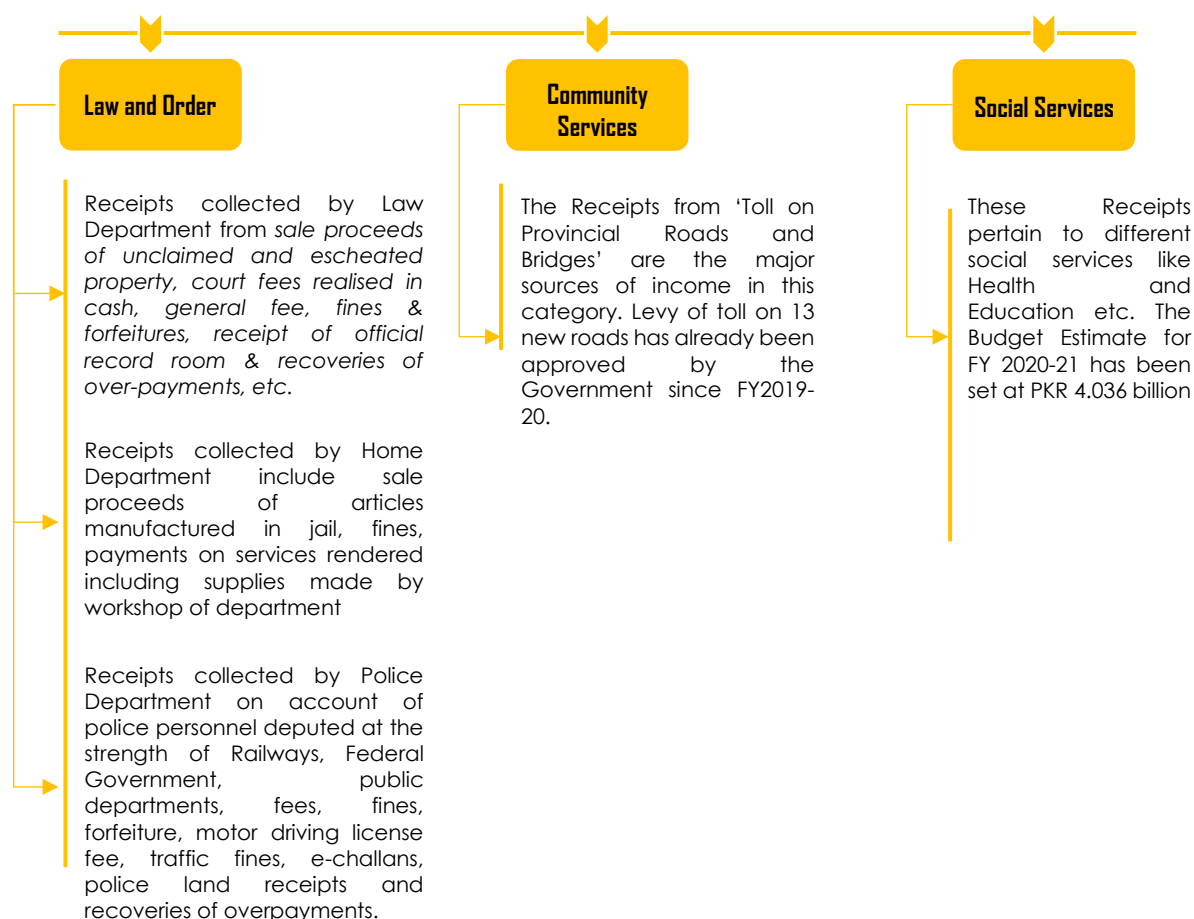 Law and Order
Receipts collected by Law
Department from sale proceeds
of unclaimed and escheated
property, court fees realised in
cash, general fee, fines &
forfeitures, receipt of official
record room & recoveries of
over-payments, etc.
Receipts collected by Home
Department include sale
proceeds of articles
manufactured in jail, fines,
payments on services rendered
including supplies made by
workshop of department
Receipts collected by Police
Department on account of
police personnel deputed at the
strength of Railways, Federal
Government, public
departments, fees, fines,
forfeiture, motor driving license
fee, traffic fines, e-challans,
police land receipts and
recoveries of overpayments.
Community
Services
The Receipts from ‘Toll on
Provincial Roads and
Bridges’ are the major
sources of income in this
category. Levy of toll on 13
new roads has already been
approved by the
Government since FY2019-
20.
Social Services
These Receipts
pertain to different
social services like
Health and
Education etc. The
Budget Estimate for
FY 2020-21 has been
set at PKR 4.036 billion